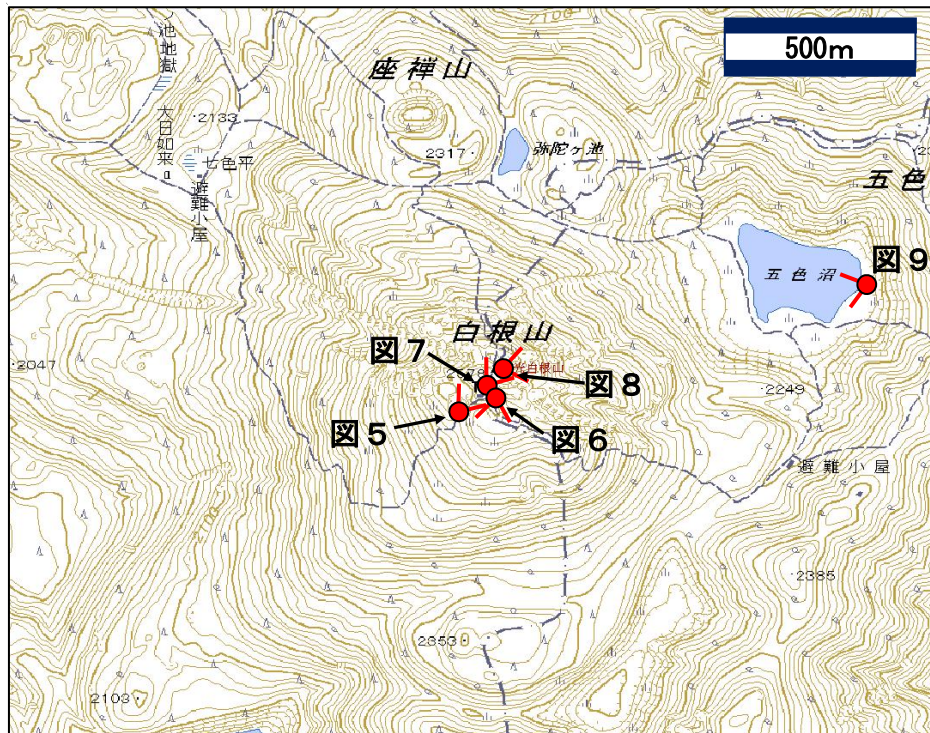 2100
500m
池地獄
座禅山
大日如来
2133
七色平
避難小屋
2317
弥陀ヶ池
五色
五色沼
図9
白根山
図7
奥白根山
図8
2047
2249
図5
図6
避難小屋
2385
2353
2103